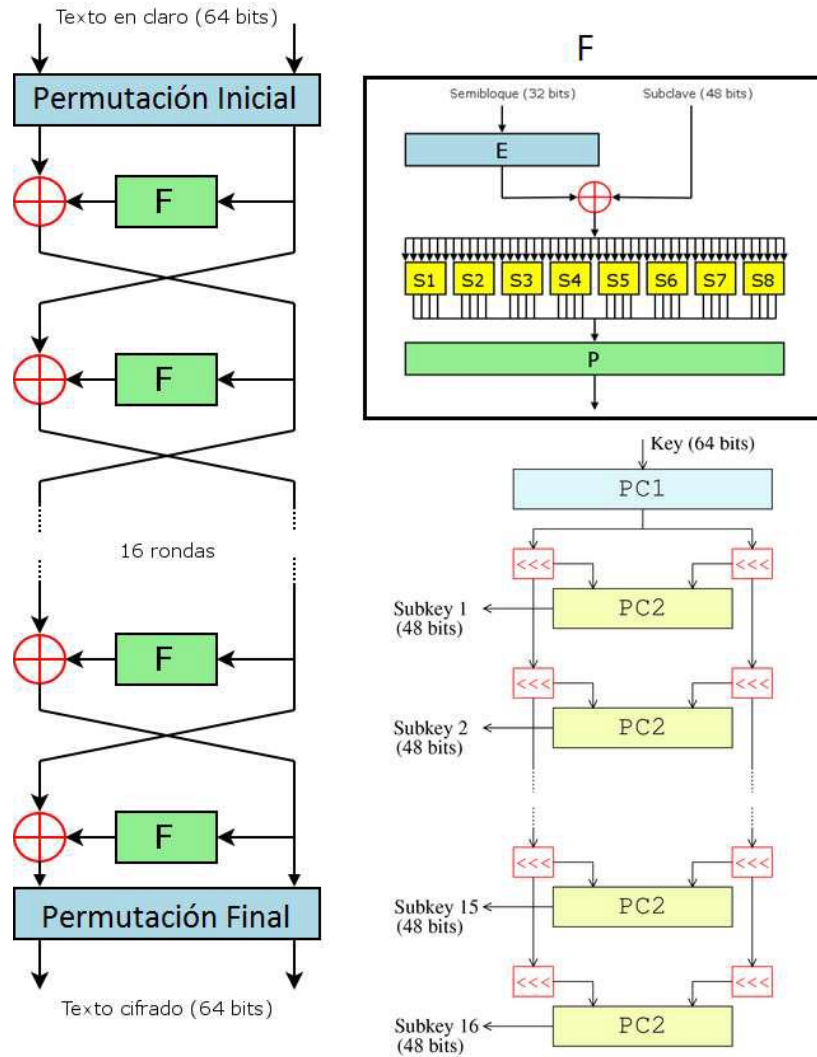 Texto en claro (64 bits)
Permutación Inicial
F
F
16 rondas
F
F
Permutación Final
Texto cifrado (64 bits)
F
Semibloque (32 bits)
Subclave (48 bits)
E
S1 S2 S3 S4 S5 S6 S7 S8
P
Key (64 bits)
PC1
<<< <<<
Subkey 1
(48 bits)
PC2
<<< <<<
Subkey 2
(48 bits)
PC2
<<< <<<
Subkey 15
(48 bits)
PC2
<<< <<<
Subkey 16
(48 bits)
PC2